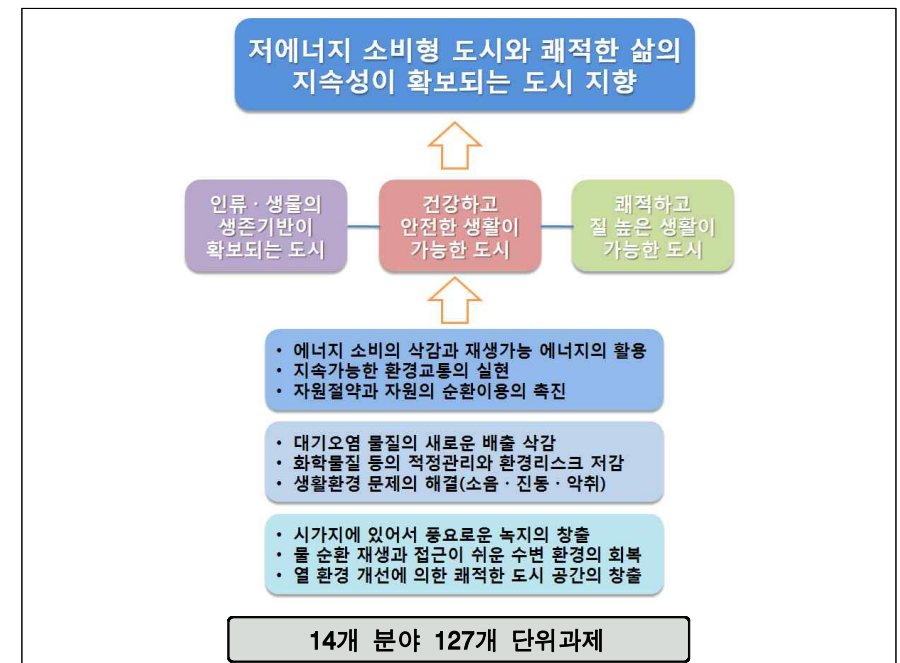 저에너지 소비형 도시와 쾌적한 삶의
지속성이 확보되는 도시 지향
인류 · 생물의
생존기반이
확보되는 도시
건강하고
안전한 생활이
가능한 도시
쾌적하고
질 높은 생활이
가능한 도시
• 에너지 소비의 삭감과 재생가능 에너지의 활용
• 지속가능한 환경교통의 실현
• 자원절약과 자원의 순환이용의 촉진
• 대기오염 물질의 새로운 배출 삭감
• 화학물질 등의 적정관리와 환경리스크 저감
• 생활환경 문제의 해결(소음 · 진동 · 악취)
• 시가지에 있어서 풍요로운 녹지의 창출
• 물 순환 재생과 접근이 쉬운 수변 환경의 회복
• 열 환경 개선에 의한 쾌적한 도시 공간의 창출
14개 분야 127개 단위과제